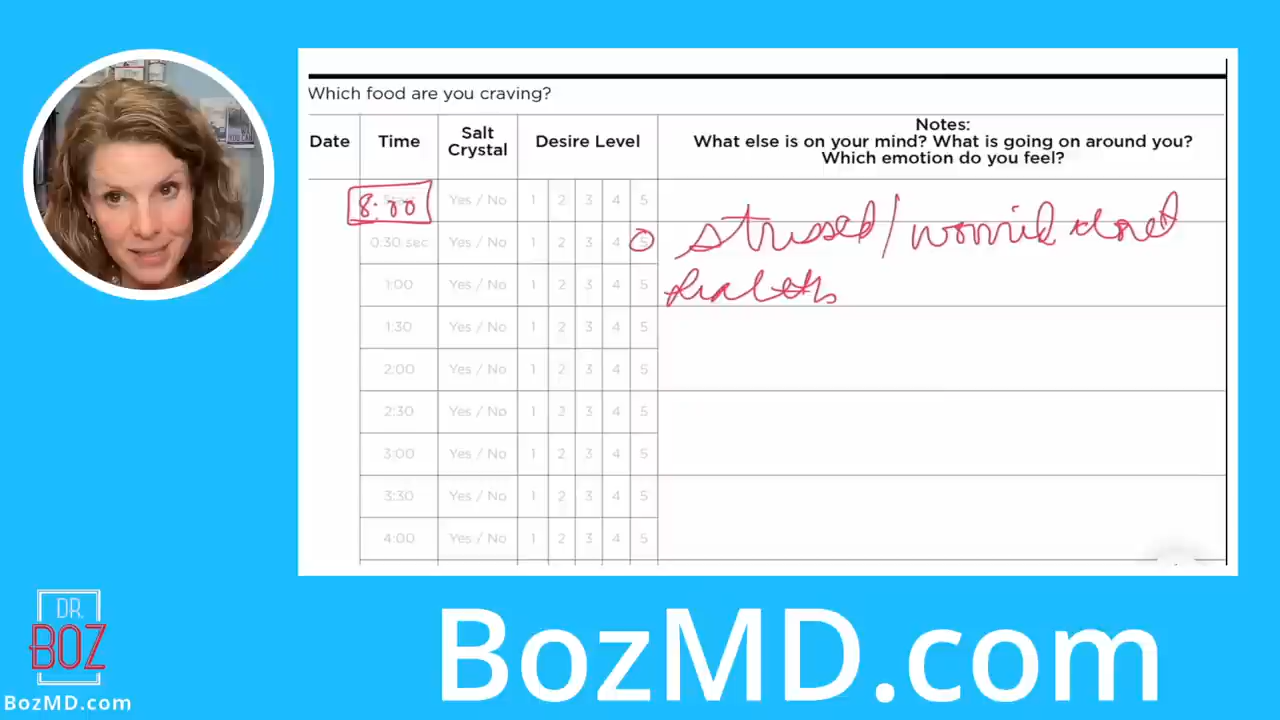 Which food are you craving?
Date Time Salt Crystal Desire Level Notes:
What else is on your mind? What is going on around you?
Which emotion do you feel?
8:00 Yes / No 1 2 3 4 5
stressed/worried about
health
0:30 sec Yes / No 1 2 3 4 5
1:00 Yes / No 1 2 3 4 5
1:30 Yes / No 1 2 3 4 5
2:00 Yes / No 1 2 3 4 5
2:30 Yes / No 1 2 3 4 5
3:00 Yes / No 1 2 3 4 5
3:30 Yes / No 1 2 3 4 5
4:00 Yes / No 1 2 3 4 5
DR.
BOZ
BozMD.com
BozMD.com